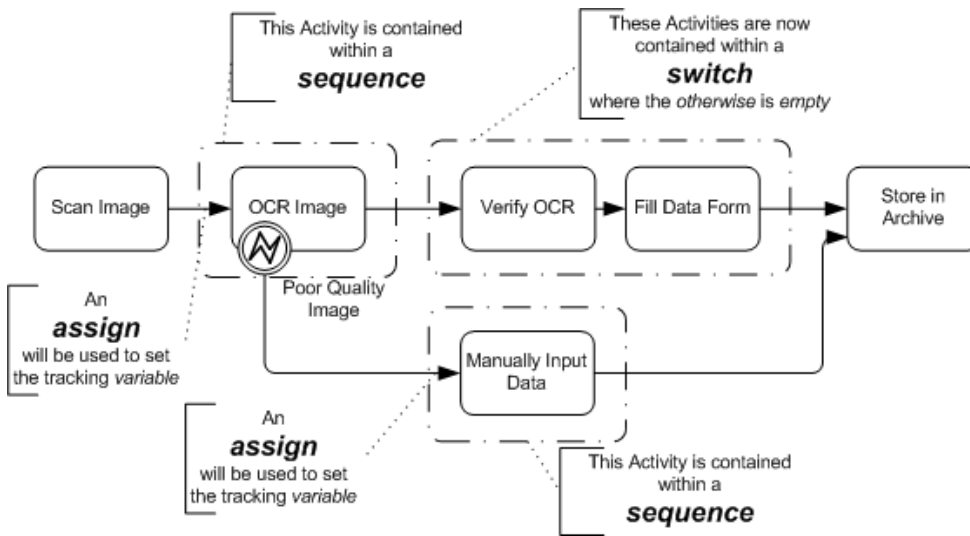 This Activity is contained
within a
sequence
These Activities are now
contained within a
switch
where the otherwise is empty
Scan Image
OCR Image
Verify OCR
Fill Data Form
Store in
Archive
Poor Quality
Image
An
assign
will be used to set
the tracking variable
Manually Input
Data
An
assign
will be used to set
the tracking variable
This Activity is contained
within a
sequence